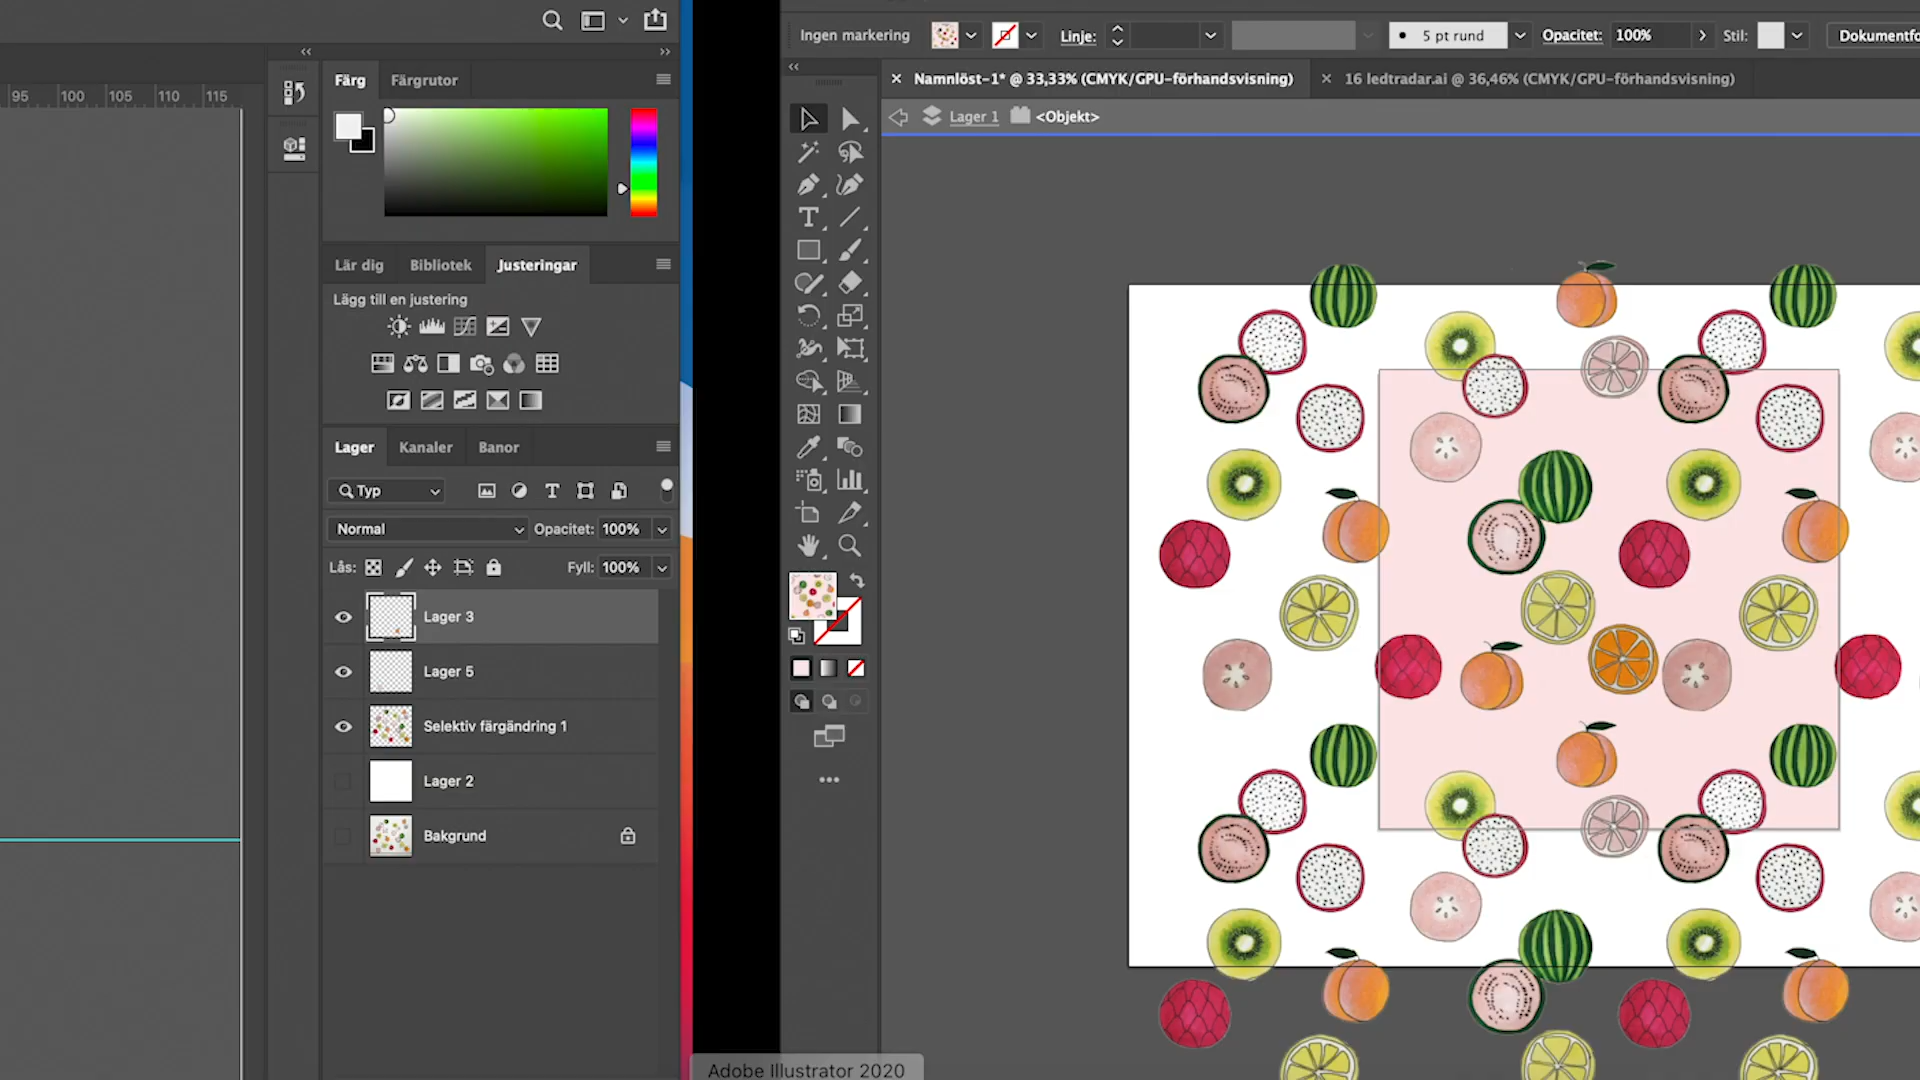 95 100 105 110 115
Färg Färgrutor
Lär dig Bibliotek Justeringar
Lägg till en justering
Lager Kanaler Banor
Typ
Normal Opacitet: 100%
Lås: Fyll: 100%
Lager 3
Lager 5
Selektiv färgändring 1
Lager 2
Bakgrund
Ingen markering Linje: 5 pt rund Opacitet: 100% Stil: Dokumentfo
Namnlöst-1* @ 33,33% (CMYK/GPU-förhandsvisning) 16 ledtradar.ai @ 36,46% (CMYK/GPU-förhandsvisning)
Lager 1 <Objekt>
Adobe Illustrator 2020